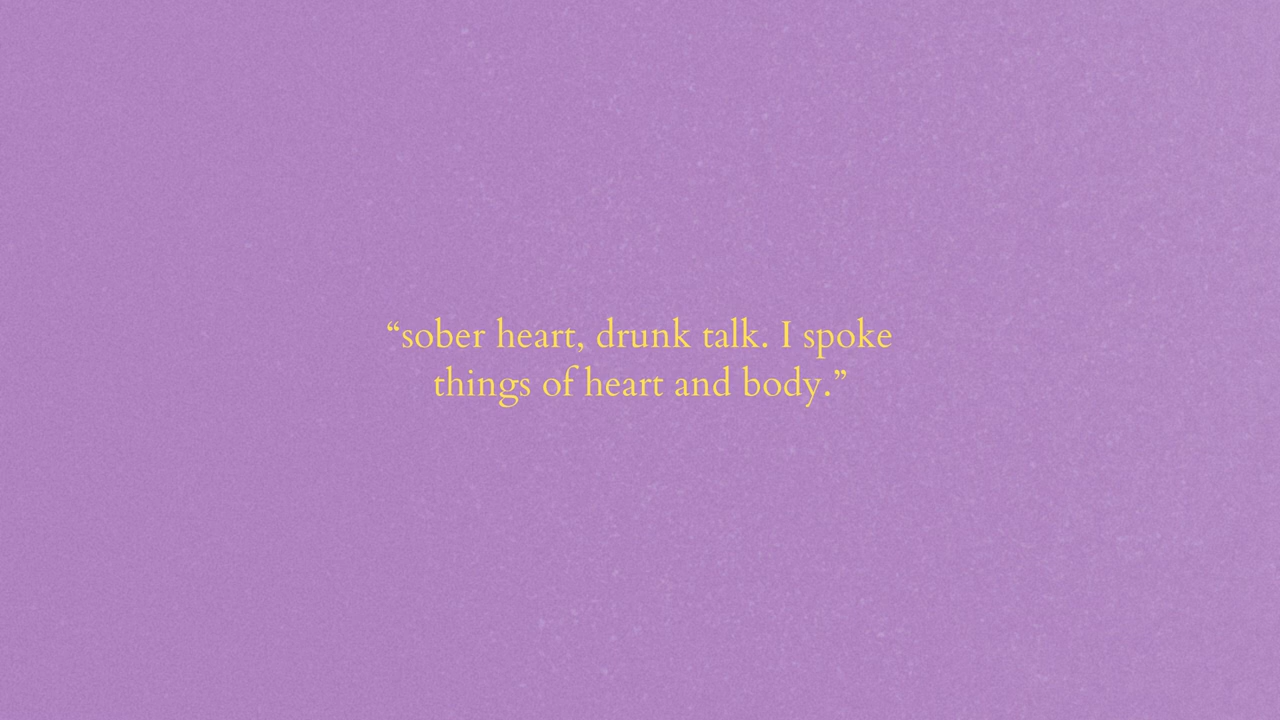 “sober heart, drunk talk. I spoke
things of heart and body.”